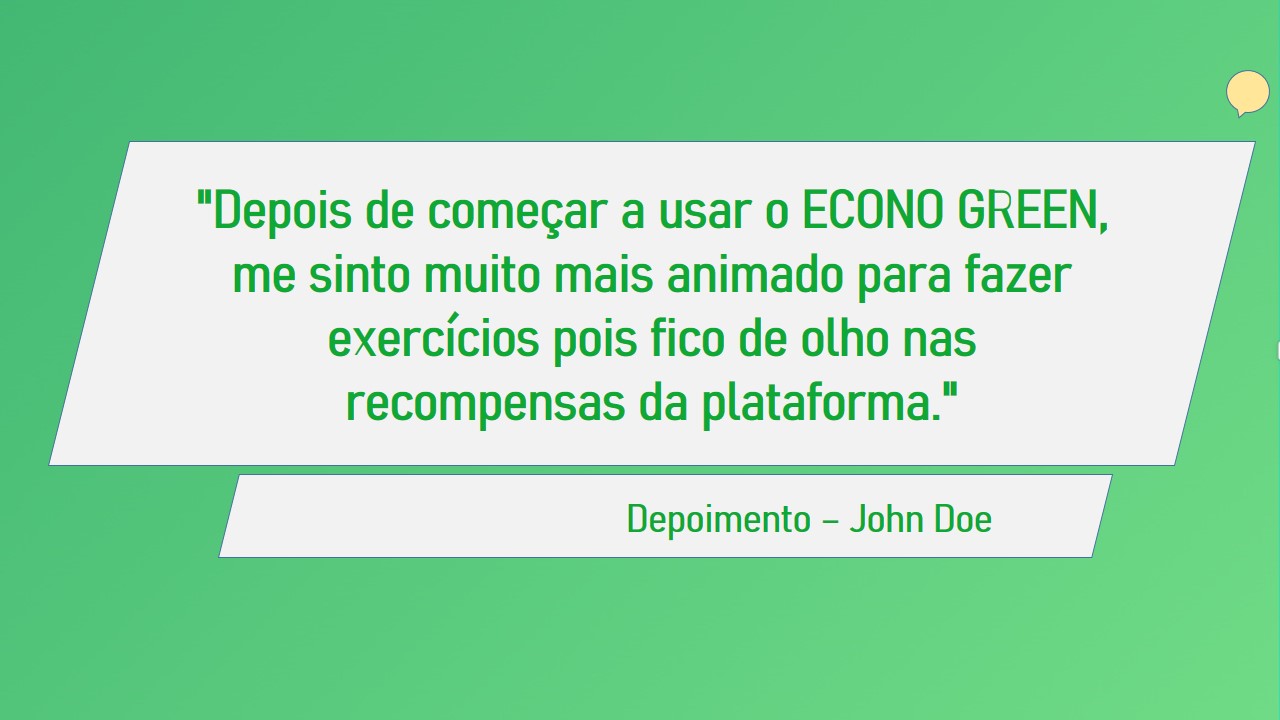 "Depois de começar a usar o ECONO GREEN,
me sinto muito mais animado para fazer
exercícios pois fico de olho nas
recompensas da plataforma."
Depoimento – John Doe